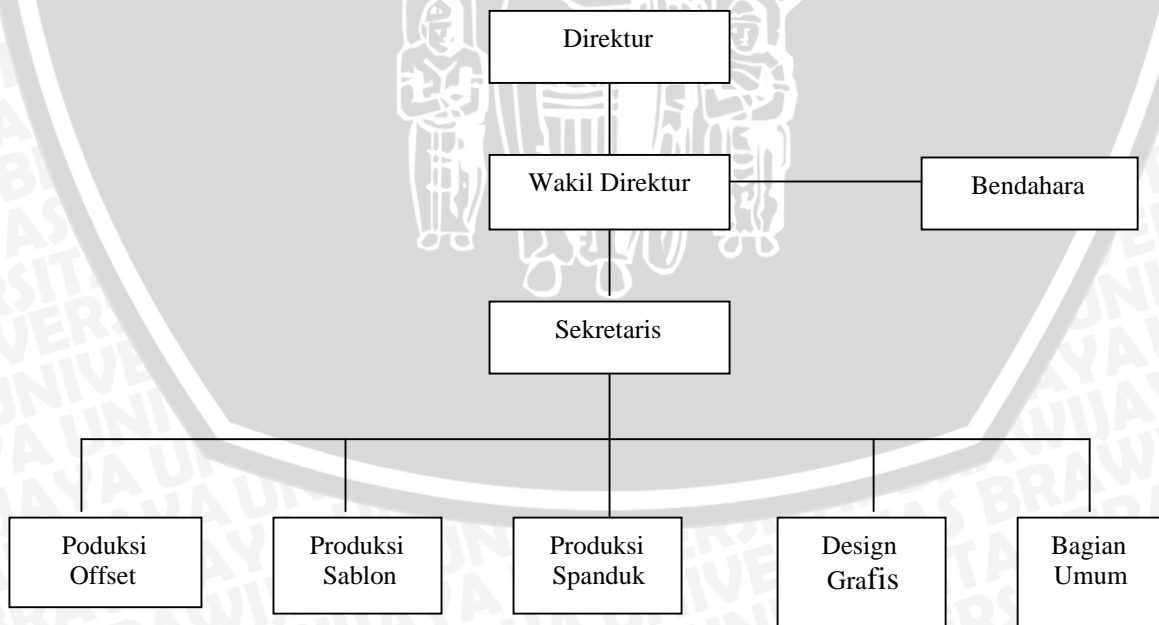 Direktur
Wakil Direktur
Bendahara
Sekretaris
Poduksi
Offset
Produksi
Sablon
Produksi
Spanduk
Design
Grafis
Bagian
Umum